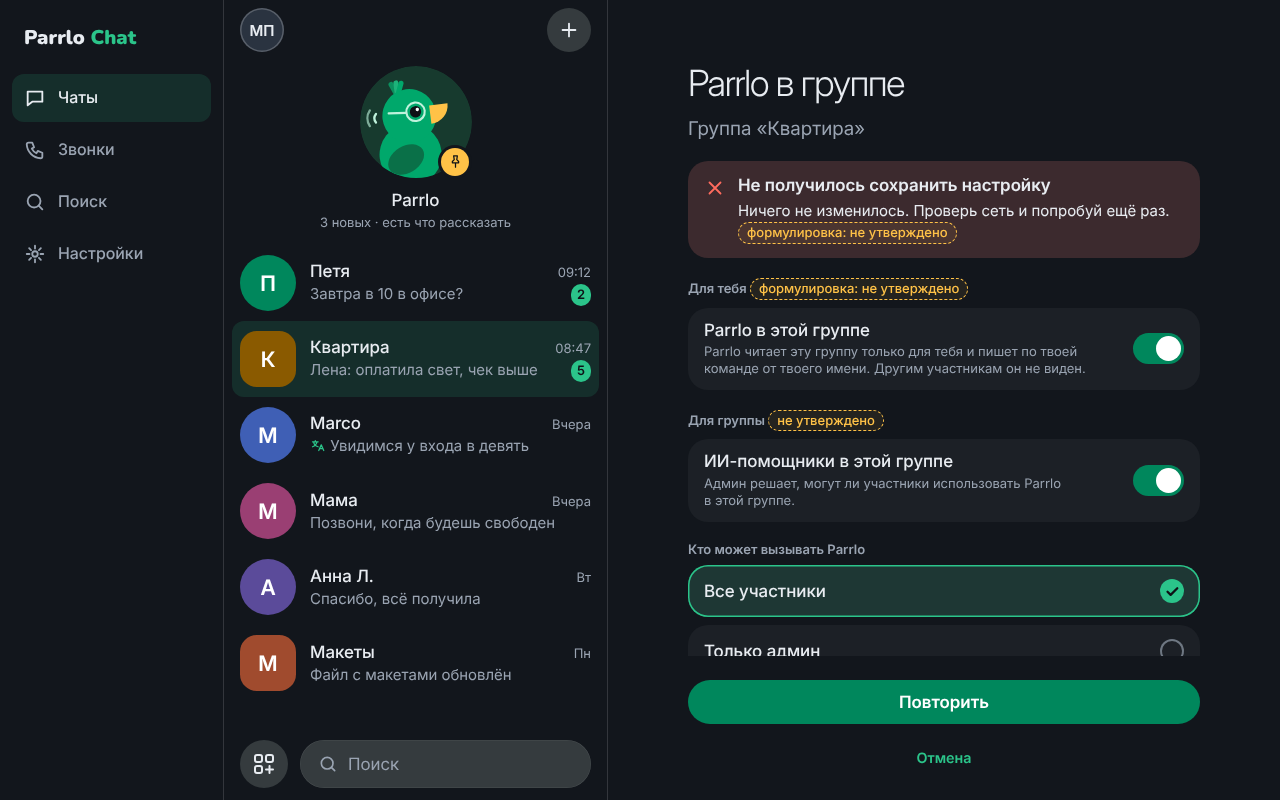 Parrlo Chat
Чаты
Звонки
Поиск
Настройки
МП
Parrlo
3 новых · есть что рассказать
П
Петя
09:12
Завтра в 10 в офисе?
2
К
Квартира
08:47
Лена: оплатила свет, чек выше
5
M
Marco
Вчера
Увидимся у входа в девять
М
Мама
Вчера
Позвони, когда будешь свободен
А
Анна Л.
Вт
Спасибо, всё получила
М
Макеты
Пн
Файл с макетами обновлён
Поиск
Parrlo в группе
Группа «Квартира»
Не получилось сохранить настройку
Ничего не изменилось. Проверь сеть и попробуй ещё раз.
формулировка: не утверждено
Для тебя формулировка: не утверждено
Parrlo в этой группе
Parrlo читает эту группу только для тебя и пишет по твоей
команде от твоего имени. Другим участникам он не виден.
Для группы не утверждено
ИИ-помощники в этой группе
Админ решает, могут ли участники использовать Parrlo
в этой группе.
Кто может вызывать Parrlo
Все участники
Только админ
Повторить
Отмена